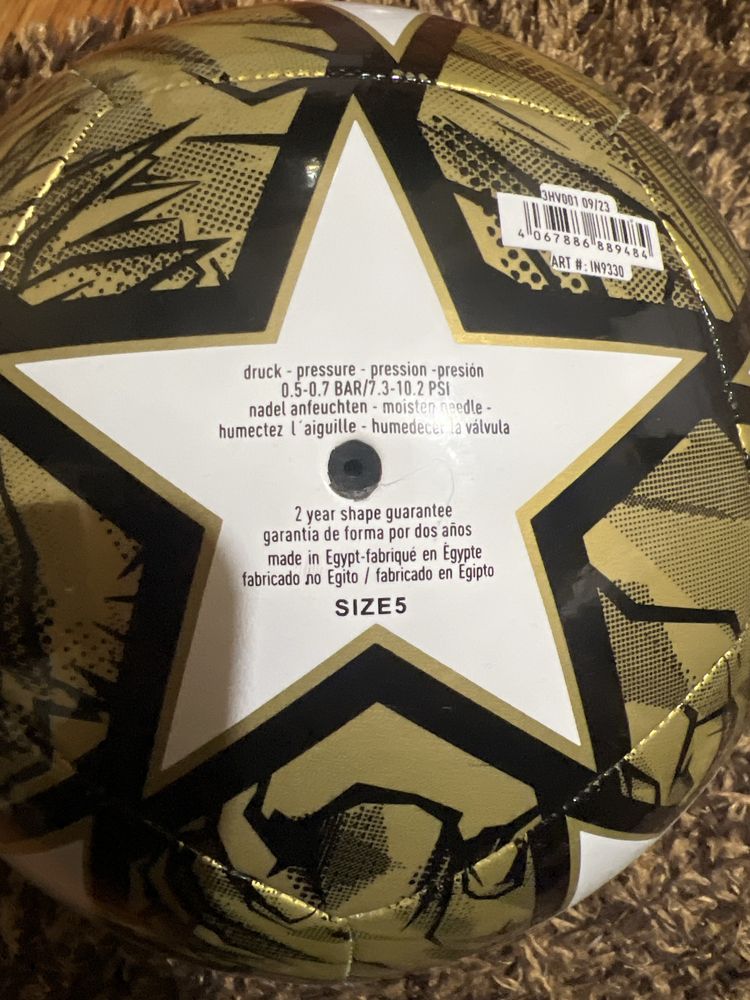 3HV001 09/23
4 067886 889484
ART #: IN9330
druck - pressure - pression -presión
0.5-0.7 BAR/7.3-10.2 PSI
nadel anfeuchten - moisten needle -
humectez l´aiguille - humedecer la válvula
2 year shape guarantee
garantia de forma por dos años
made in Egypt-fabriqué en Égypte
fabricado no Egito / fabricado en Egipto
SIZE5